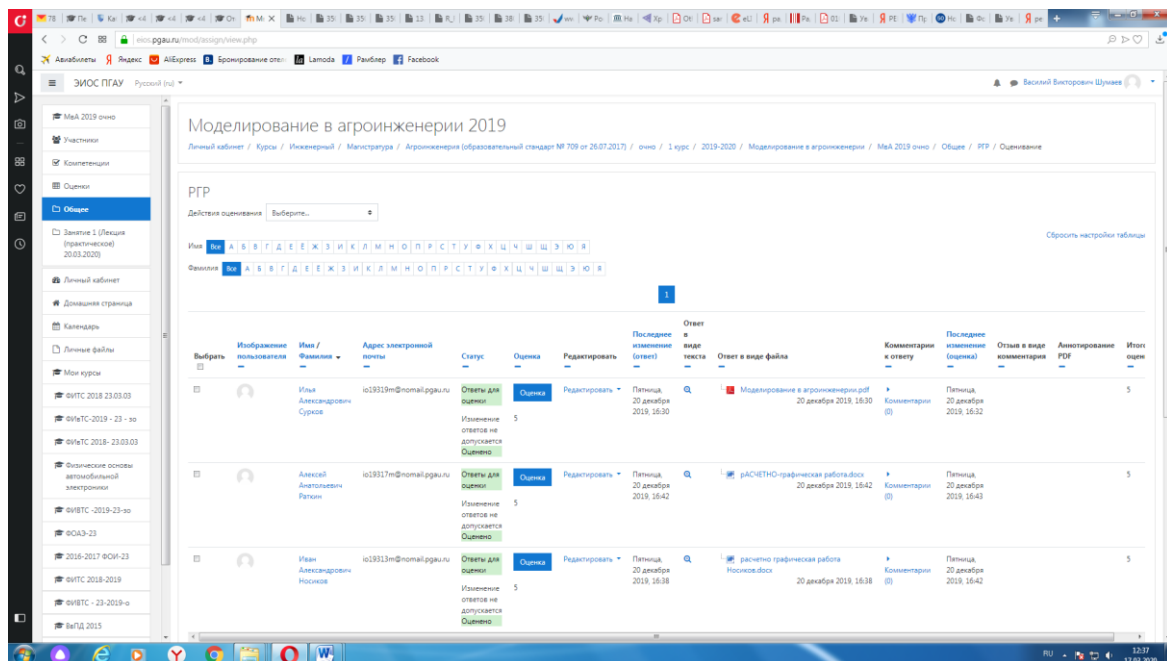 eios.pgau.ru/mod/assign/view.php
Авиабилеты Яндекс AliExpress Бронирование отел Lamoda Рамблер Facebook
ЭИОС ПГАУ Русский (ru)
Василий Викторович Шумаев
МвА 2019 очно
Участники
Компетенции
Оценки
Общее
Занятие 1 (Лекция
(практическое)
20.03.2020)
Личный кабинет
Домашняя страница
Календарь
Личные файлы
Мои курсы
ФИТС 2018 23.03.03
ФИвТС-2019 - 23 - зо
ФИвТС 2018- 23.03.03
Физические основы
автомобильной
электроники
ФИВТС -2019-23-зо
ФОАЭ-23
2016-2017 ФОИ-23
ФИТС 2018-2019
ФИВТС - 23-2019-о
ВвПД 2015
Моделирование в агроинженерии 2019
Личный кабинет / Курсы / Инженерный / Магистратура / Агроинженерия (образовательный стандарт № 709 от 26.07.2017) / очно / 1 курс / 2019-2020 / Моделирование в агроинженерии / МвА 2019 очно / Общее / РГР / Оценивание
РГР
Действия оценивания Выберите...
Сбросить настройки таблицы
Имя Все А Б В Г Д Е Ё Ж З И К Л М Н О П Р С Т У Ф Х Ц Ч Ш Щ Э Ю Я
Фамилия Все А Б В Г Д Е Ё Ж З И К Л М Н О П Р С Т У Ф Х Ц Ч Ш Щ Э Ю Я
1
Выбрать
Изображение
пользователя
Имя /
Фамилия
Адрес электронной
почты
Статус
Оценка
Редактировать
Последнее
изменение
(ответ)
Ответ
в
виде
текста
Ответ в виде файла
Комментарии
к ответу
Последнее
изменение
(оценка)
Отзыв в виде
комментария
Аннотирование
PDF
Итого
оцен
Илья
Александрович
Сурков
io19319m@nomail.pgau.ru
Ответы для
оценки
Изменение
ответов не
допускается
Оценено
Оценка
5
Редактировать
Пятница,
20 декабря
2019, 16:30
Моделирование в агроинженерии.pdf
20 декабря 2019, 16:30
Комментарии
(0)
Пятница,
20 декабря
2019, 16:32
5
Алексей
Анатольевич
Раткин
io19317m@nomail.pgau.ru
Ответы для
оценки
Изменение
ответов не
допускается
Оценено
Оценка
5
Редактировать
Пятница,
20 декабря
2019, 16:42
рАСЧЕТНО-графическая работа.docx
20 декабря 2019, 16:42
Комментарии
(0)
Пятница,
20 декабря
2019, 16:43
5
Иван
Александрович
Носиков
io19313m@nomail.pgau.ru
Ответы для
оценки
Изменение
ответов не
допускается
Оценено
Оценка
5
Редактировать
Пятница,
20 декабря
2019, 16:38
расчетно графическая работа
Носиков.docx
20 декабря 2019, 16:38
Комментарии
(0)
Пятница,
20 декабря
2019, 16:42
5
RU
12:37
17.03.2020